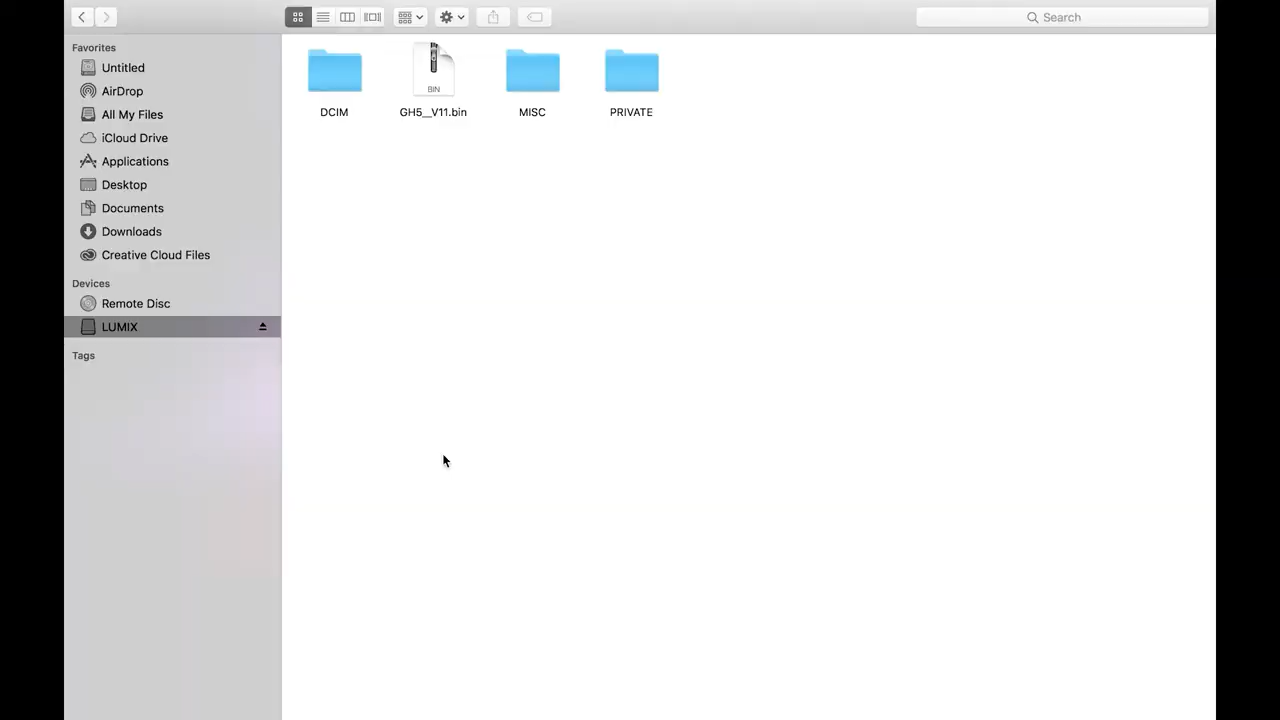 Search
Favorites
Untitled
AirDrop
All My Files
iCloud Drive
Applications
Desktop
Documents
Downloads
Creative Cloud Files
Devices
Remote Disc
LUMIX
Tags
BIN
DCIM
GH5__V11.bin
MISC
PRIVATE